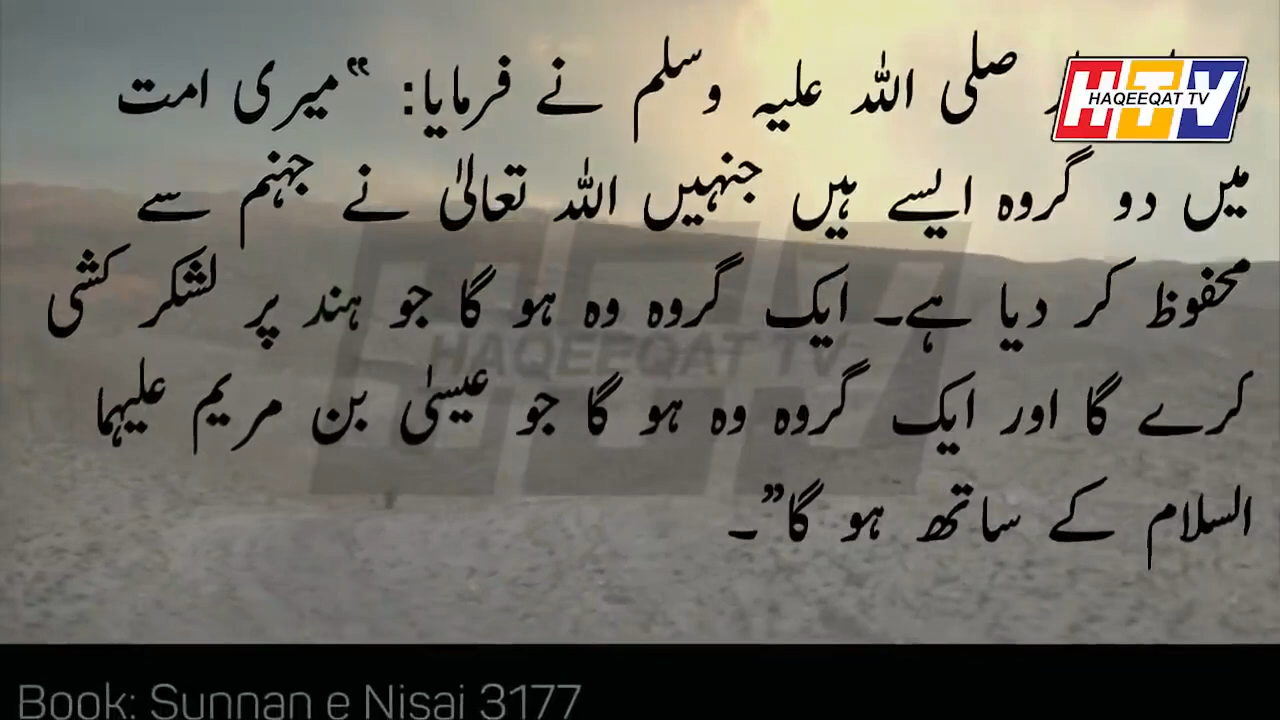 صلی اللہ علیہ وسلم نے فرمایا: “میری امت
میں دو گروہ ایسے ہیں جنہیں اللہ تعالیٰ نے جہنم سے
محفوظ کر دیا ہے۔ ایک گروہ وہ ہو گا جو ہند پر لشکر کشی
کرے گا اور ایک گروہ وہ ہو گا جو عیسیٰ بن مریم علیہما
السلام کے ساتھ ہو گا”۔
HTV
HAQEEQAT TV
HAQEEQAT TV
Book: Sunnan e Nisai 3177